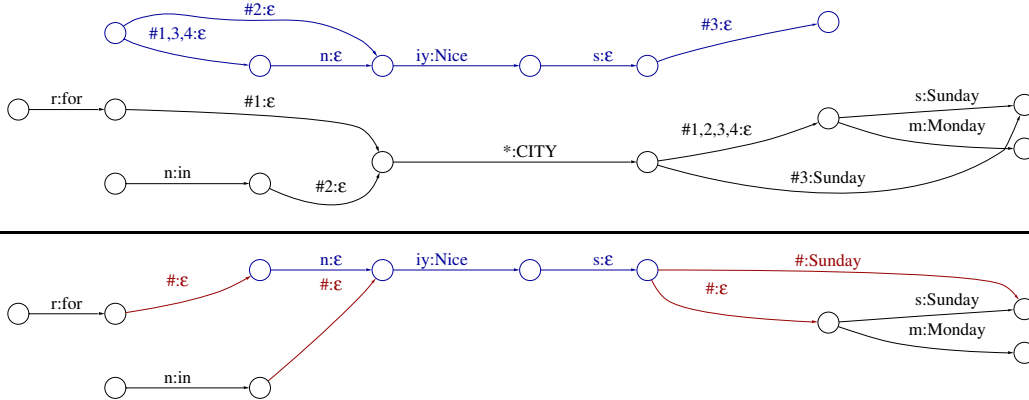 #2:ε
#1,3,4:ε
n:ε
iy:Nice
s:ε
#3:ε
r:for
#1:ε
n:in
#2:ε
*:CITY
#1,2,3,4:ε
s:Sunday
m:Monday
#3:Sunday
r:for
#:ε
n:ε
#:ε
iy:Nice
s:ε
#:Sunday
#:ε
s:Sunday
m:Monday
n:in